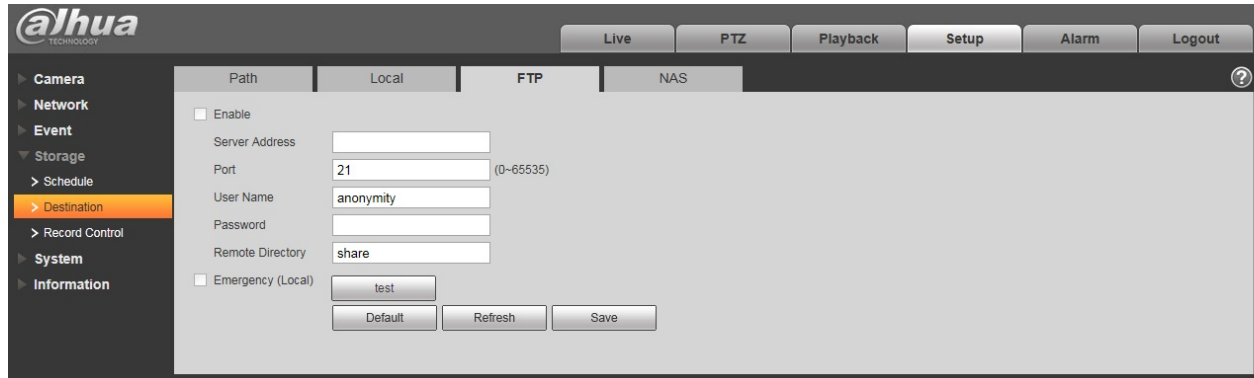 alhua
TECHNOLOGY
Live PTZ Playback Setup Alarm Logout
Camera
Network
Event
Storage
> Schedule
> Destination
> Record Control
System
Information
Path Local FTP NAS ?
Enable
Server Address
Port 21 (0~65535)
User Name anonymity
Password
Remote Directory share
Emergency (Local) test
Default Refresh Save